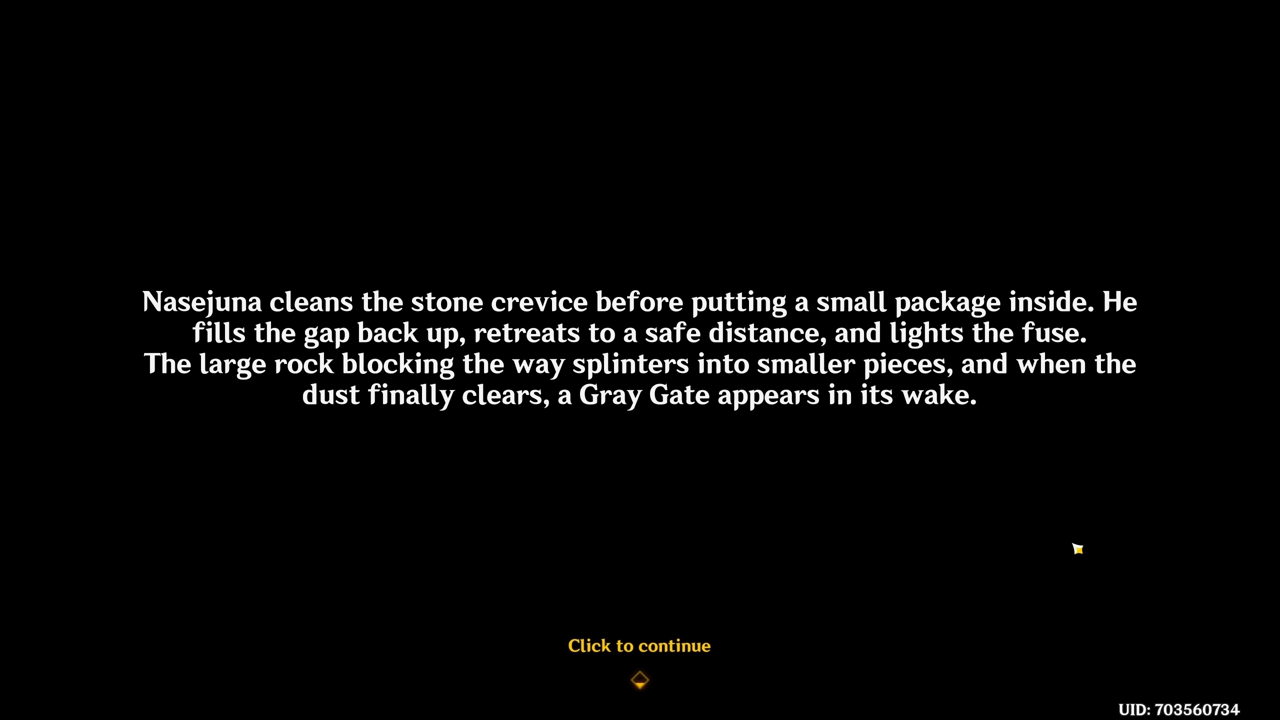 Nasejuna cleans the stone crevice before putting a small package inside. He
fills the gap back up, retreats to a safe distance, and lights the fuse.
The large rock blocking the way splinters into smaller pieces, and when the
dust finally clears, a Gray Gate appears in its wake.
Click to continue
UID: 703560734